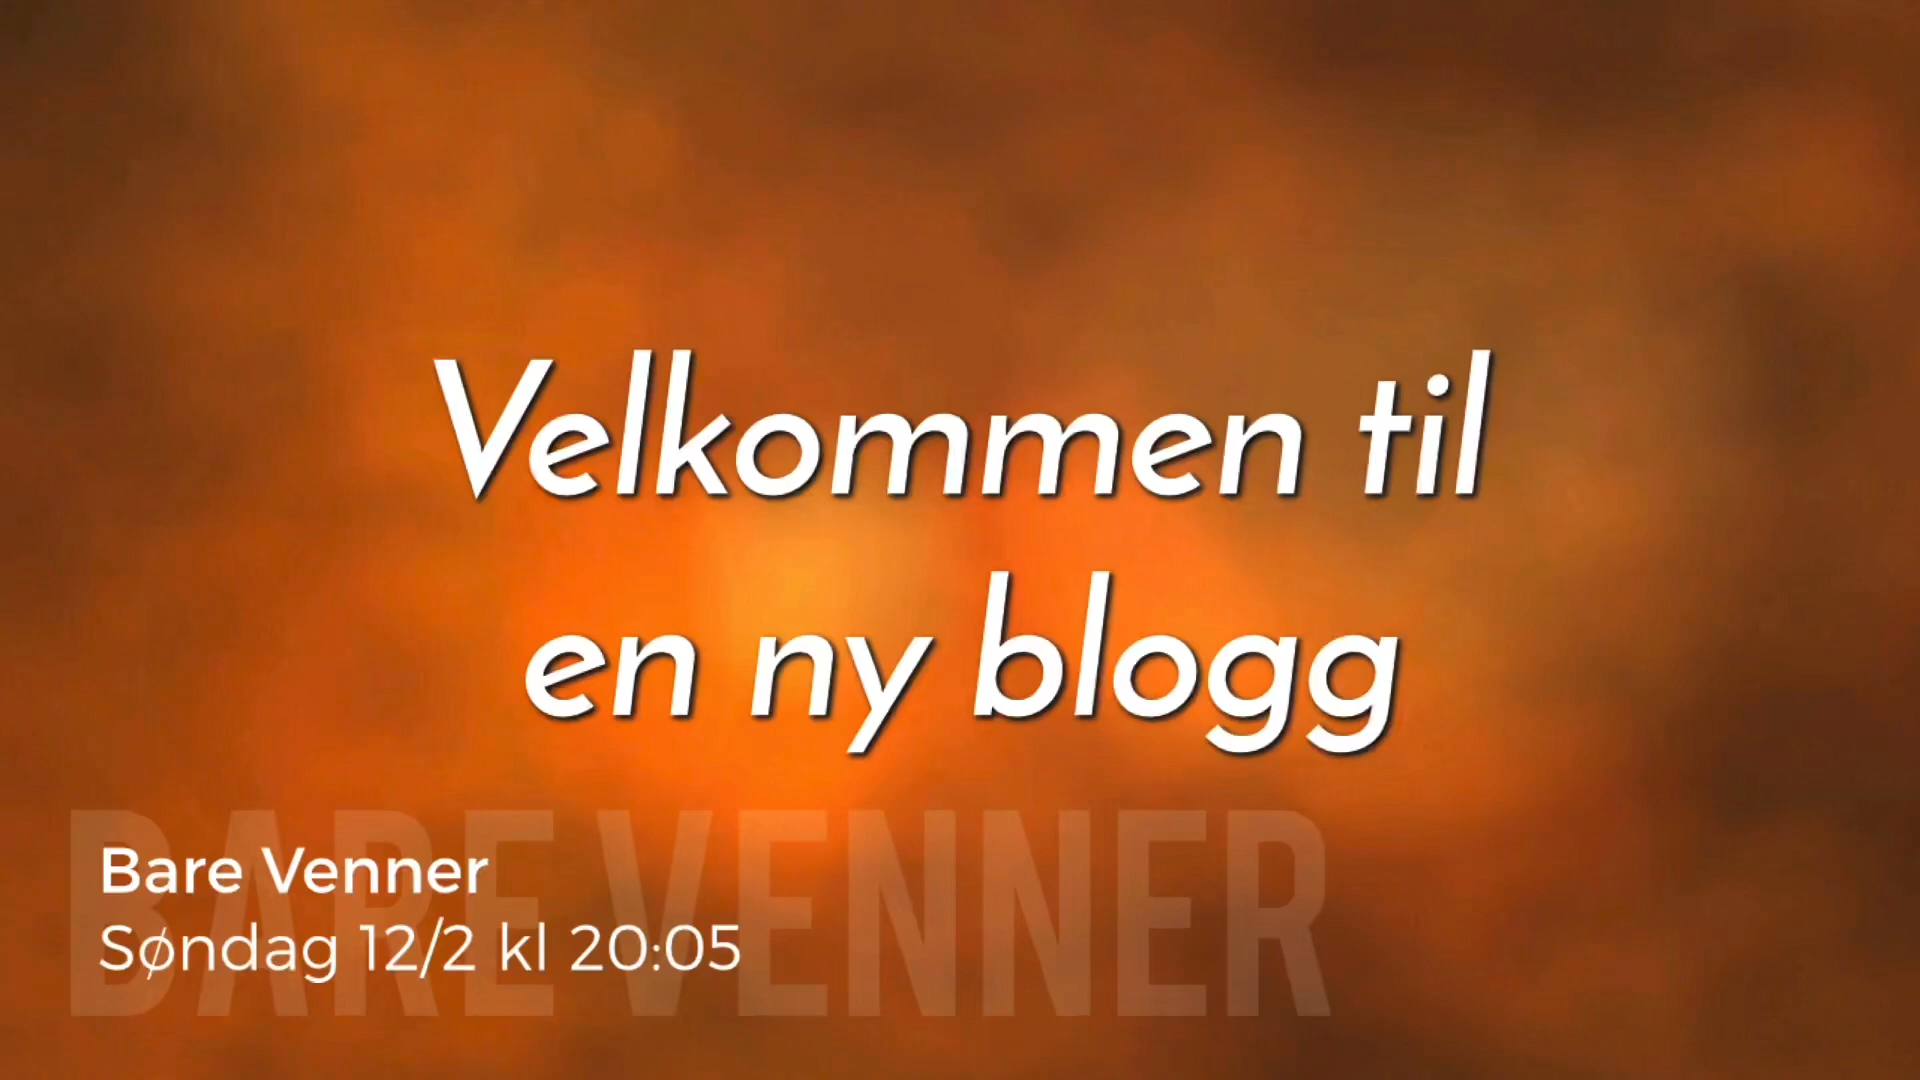 Velkommen til
en ny blogg
BARE VENNER
Bare Venner
Søndag 12/2 kl 20:05